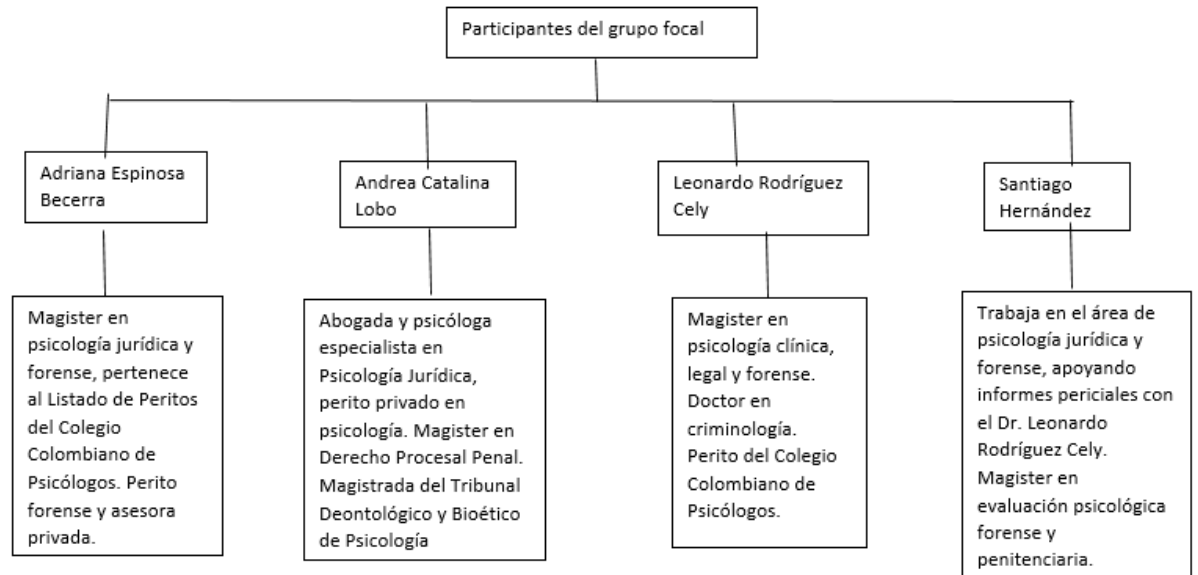 Participantes del grupo focal
Adriana Espinosa
Becerra
Magister en
psicología jurídica y
forense, pertenece
al Listado de Peritos
del Colegio
Colombiano de
Psicólogos. Perito
forense y asesora
privada.
Andrea Catalina
Lobo
Abogada y psicóloga
especialista en
Psicología Jurídica,
perito privado en
psicología. Magister en
Derecho Procesal Penal.
Magistrada del Tribunal
Deontológico y Bioético
de Psicología
Leonardo Rodríguez
Cely
Magister en
psicología clínica,
legal y forense.
Doctor en
criminología.
Perito del Colegio
Colombiano de
Psicólogos.
Santiago
Hernández
Trabaja en el área de
psicología jurídica y
forense, apoyando
informes periciales con
el Dr. Leonardo
Rodríguez Cely.
Magister en
evaluación psicológica
forense y
penitenciaria.